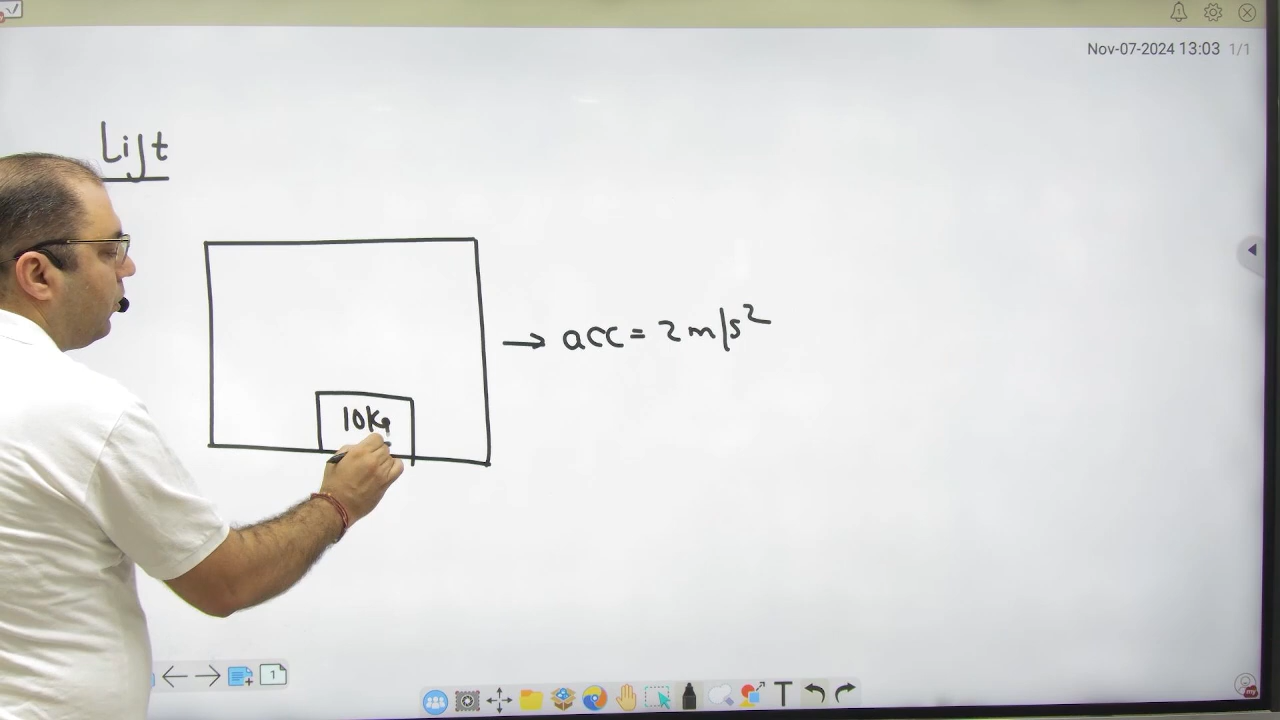 Nov-07-2024 13:03 1/1
Lift
→ acc = 2 m/s²
10Kg
1
T